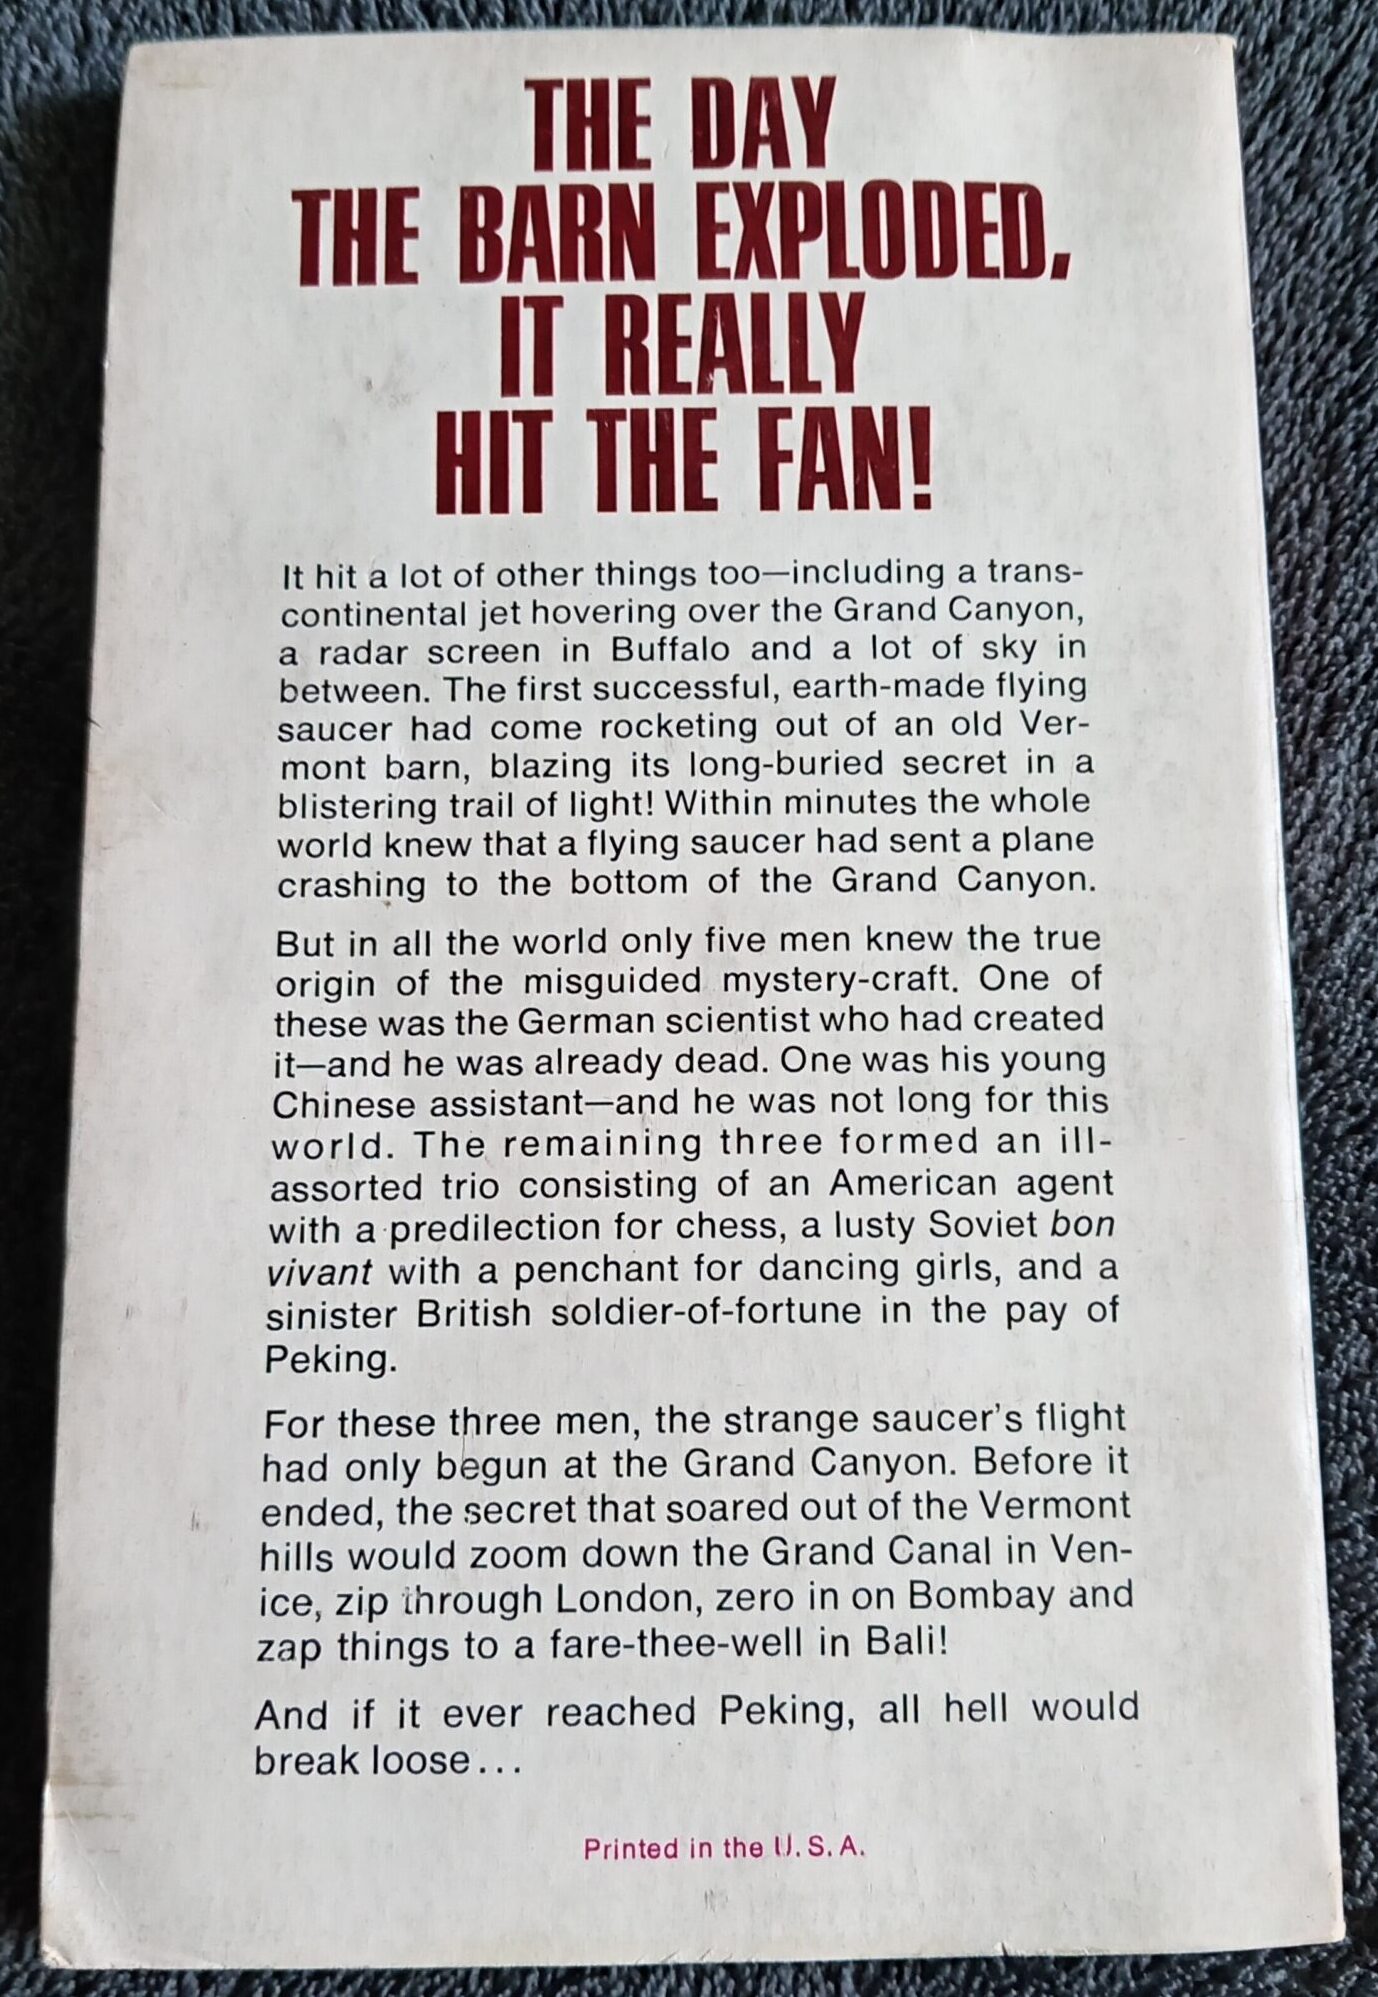 THE DAY
THE BARN EXPLODED,
IT REALLY
HIT THE FAN!
It hit a lot of other things too—including a trans-
continental jet hovering over the Grand Canyon,
a radar screen in Buffalo and a lot of sky in
between. The first successful, earth-made flying
saucer had come rocketing out of an old Ver-
mont barn, blazing its long-buried secret in a
blistering trail of light! Within minutes the whole
world knew that a flying saucer had sent a plane
crashing to the bottom of the Grand Canyon.
But in all the world only five men knew the true
origin of the misguided mystery-craft. One of
these was the German scientist who had created
it—and he was already dead. One was his young
Chinese assistant—and he was not long for this
world. The remaining three formed an ill-
assorted trio consisting of an American agent
with a predilection for chess, a lusty Soviet bon
vivant with a penchant for dancing girls, and a
sinister British soldier-of-fortune in the pay of
Peking.
For these three men, the strange saucer's flight
had only begun at the Grand Canyon. Before it
ended, the secret that soared out of the Vermont
hills would zoom down the Grand Canal in Ven-
ice, zip through London, zero in on Bombay and
zap things to a fare-thee-well in Bali!
And if it ever reached Peking, all hell would
break loose...
Printed in the U.S.A.